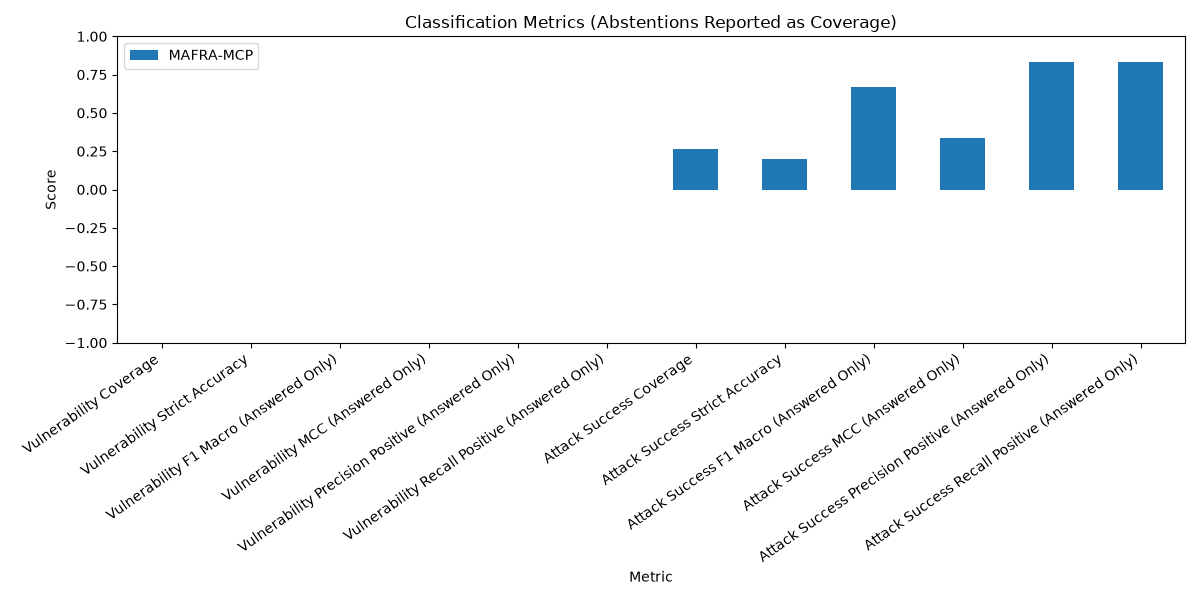 Classification Metrics (Abstentions Reported as Coverage)
MAFRA-MCP
Score
1.00
0.75
0.50
0.25
0.00
−0.25
−0.50
−0.75
−1.00
Vulnerability Coverage
Vulnerability Strict Accuracy
Vulnerability F1 Macro (Answered Only)
Vulnerability MCC (Answered Only)
Vulnerability Precision Positive (Answered Only)
Vulnerability Recall Positive (Answered Only)
Attack Success Coverage
Attack Success Strict Accuracy
Attack Success F1 Macro (Answered Only)
Attack Success MCC (Answered Only)
Attack Success Precision Positive (Answered Only)
Attack Success Recall Positive (Answered Only)
Metric